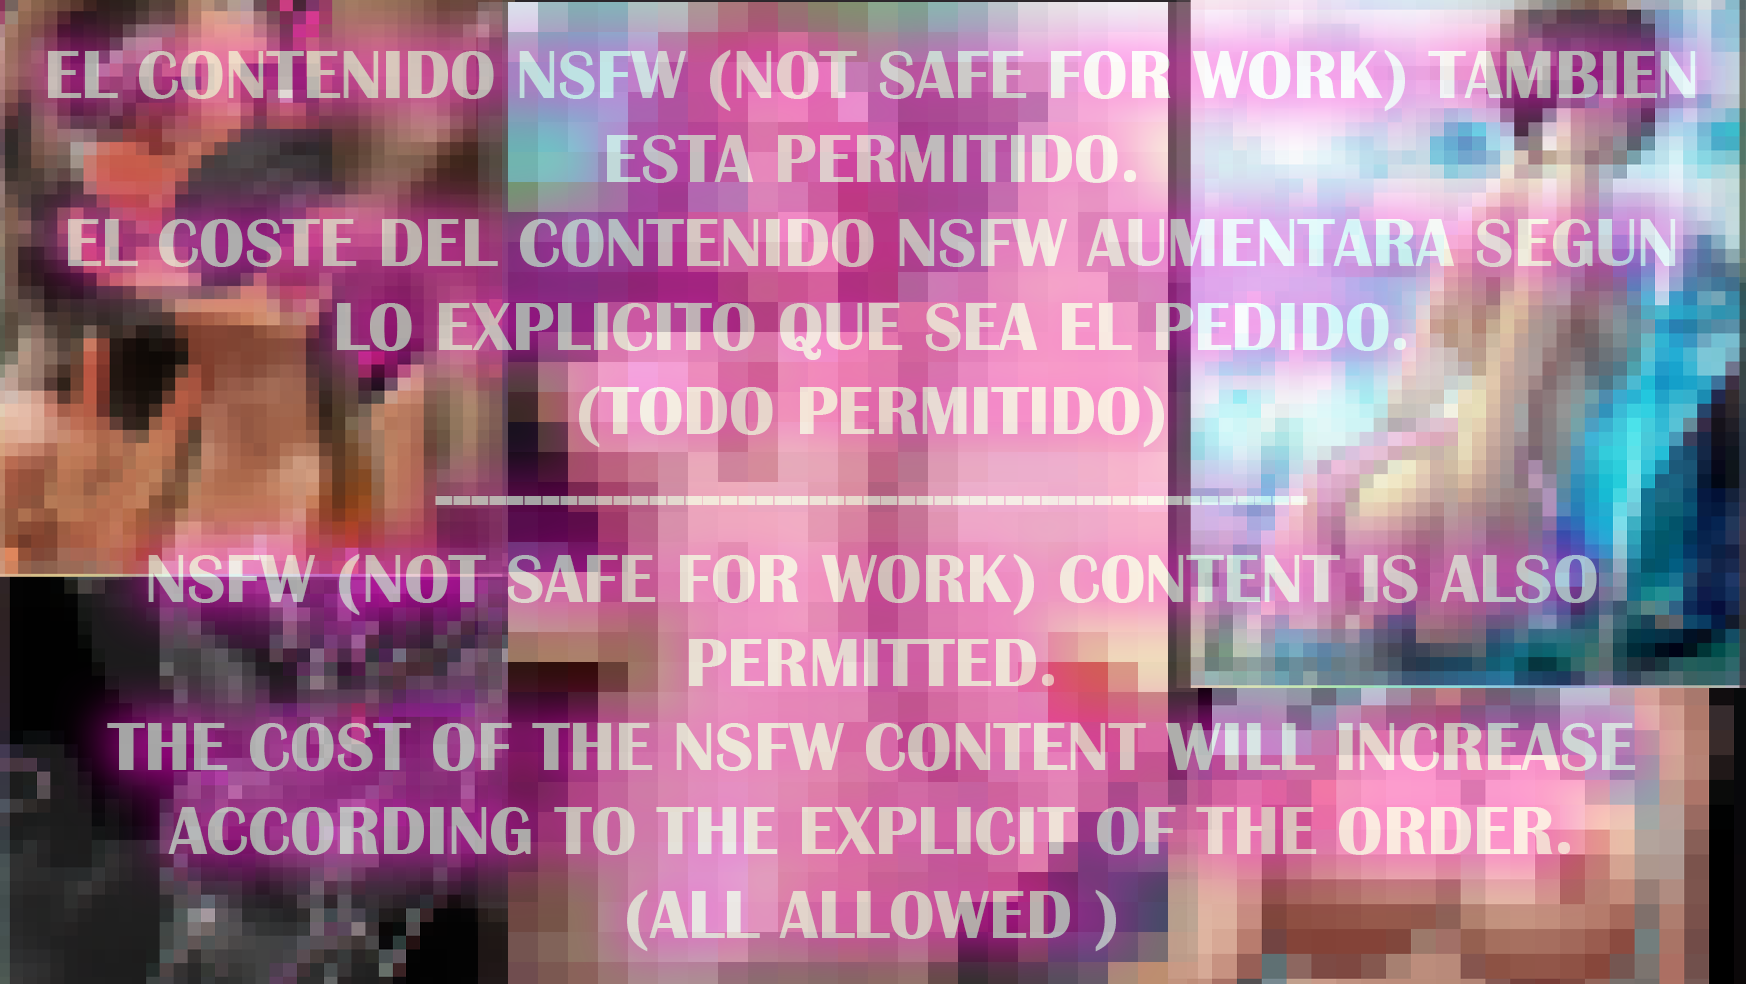 EL CONTENIDO NSFW (NOT SAFE FOR WORK) TAMBIEN
ESTA PERMITIDO.
EL COSTE DEL CONTENIDO NSFW AUMENTARA SEGUN
LO EXPLICITO QUE SEA EL PEDIDO.
(TODO PERMITIDO)
NSFW (NOT SAFE FOR WORK) CONTENT IS ALSO
PERMITTED.
THE COST OF THE NSFW CONTENT WILL INCREASE
ACCORDING TO THE EXPLICIT OF THE ORDER.
(ALL ALLOWED )